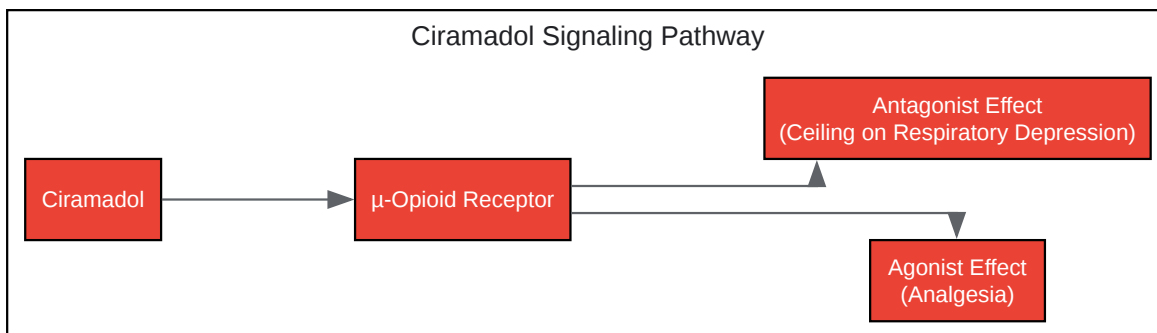 Ciramadol Signaling Pathway
Antagonist Effect
(Ceiling on Respiratory Depression)
Ciramadol
µ-Opioid Receptor
Agonist Effect
(Analgesia)